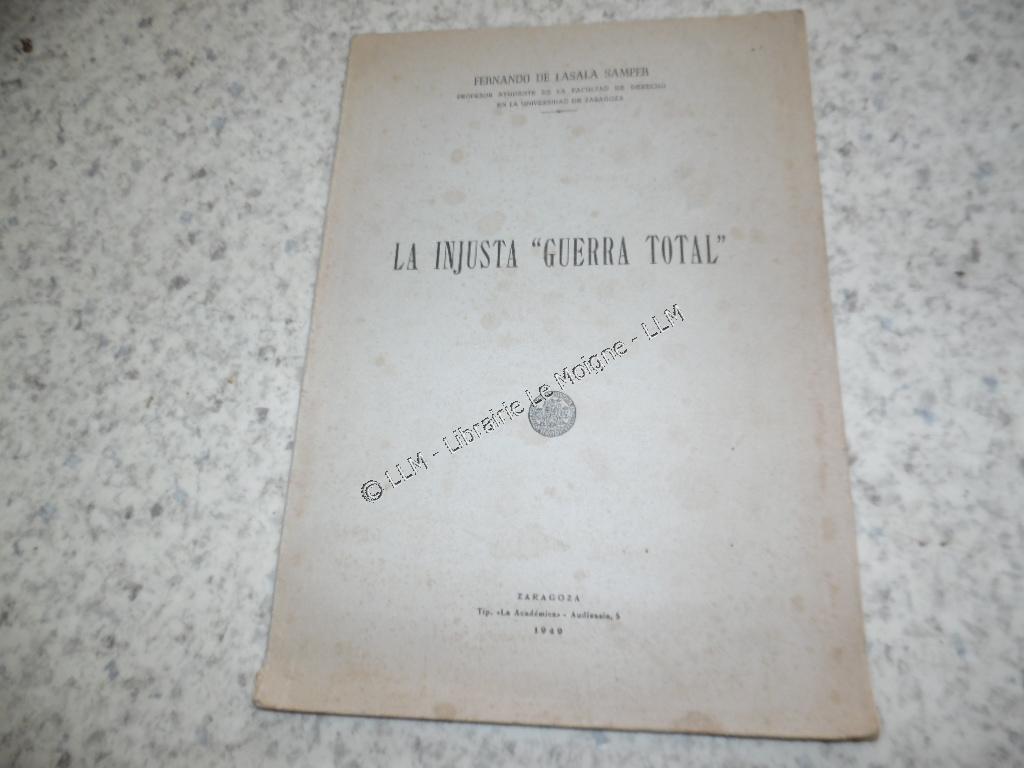 FERNANDO DE LASALA SAMPER
PROFESOR AYUDENTE DE LA FACULTAD DE DERECHO
EN LA UNIVERSIDAD DE ZARAGOZA
LA INJUSTA “GUERRA TOTAL”
© LLM - Librairie Le Moigne - LLM
ZARAGOZA
Tip. «La Académica» - Audiencia, 5
1949